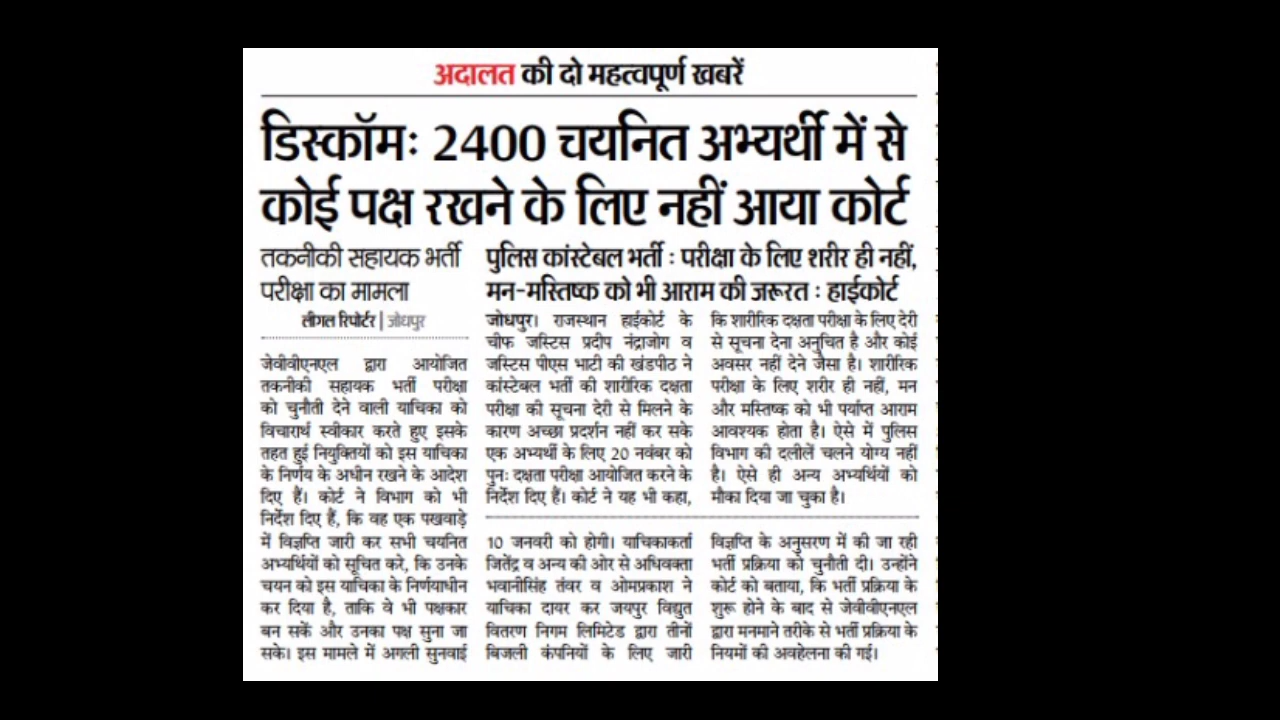 अदालत की दो महत्वपूर्ण खबरें
डिस्कॉम: 2400 चयनित अभ्यर्थी में से
कोई पक्ष रखने के लिए नहीं आया कोर्ट
तकनीकी सहायक भर्ती
परीक्षा का मामला
लीगल रिपोर्टर | जोधपुर
जेवीवीएनएल द्वारा आयोजित
तकनीकी सहायक भर्ती परीक्षा
को चुनौती देने वाली याचिका को
विचारार्थ स्वीकार करते हुए इसके
तहत हुई नियुक्तियों को इस याचिका
के निर्णय के अधीन रखने के आदेश
दिए हैं। कोर्ट ने विभाग को भी
निर्देश दिए हैं, कि वह एक पखवाड़े
में विज्ञप्ति जारी कर सभी चयनित
अभ्यर्थियों को सूचित करे, कि उनके
चयन को इस याचिका के निर्णयाधीन
कर दिया है, ताकि वे भी पक्षकार
बन सकें और उनका पक्ष सुना जा
सके। इस मामले में अगली सुनवाई
10 जनवरी को होगी। याचिकाकर्ता
जितेंद्र व अन्य की ओर से अधिवक्ता
भवानीसिंह तंवर व ओमप्रकाश ने
याचिका दायर कर जयपुर विद्युत
वितरण निगम लिमिटेड द्वारा तीनों
बिजली कंपनियों के लिए जारी
विज्ञप्ति के अनुसरण में की जा रही
भर्ती प्रक्रिया को चुनौती दी। उन्होंने
कोर्ट को बताया, कि भर्ती प्रक्रिया के
शुरू होने के बाद से जेवीवीएनएल
द्वारा मनमाने तरीके से भर्ती प्रक्रिया के
नियमों की अवहेलना की गई।
पुलिस कांस्टेबल भर्ती : परीक्षा के लिए शरीर ही नहीं,
मन-मस्तिष्क को भी आराम की जरूरत : हाईकोर्ट
जोधपुर। राजस्थान हाईकोर्ट के
चीफ जस्टिस प्रदीप नंद्राजोग व
जस्टिस पीएस भाटी की खंडपीठ ने
कांस्टेबल भर्ती की शारीरिक दक्षता
परीक्षा की सूचना देरी से मिलने के
कारण अच्छा प्रदर्शन नहीं कर सके
एक अभ्यर्थी के लिए 20 नवंबर को
पुनः दक्षता परीक्षा आयोजित करने के
निर्देश दिए हैं। कोर्ट ने यह भी कहा,
कि शारीरिक दक्षता परीक्षा के लिए देरी
से सूचना देना अनुचित है और कोई
अवसर नहीं देने जैसा है। शारीरिक
परीक्षा के लिए शरीर ही नहीं, मन
और मस्तिष्क को भी पर्याप्त आराम
आवश्यक होता है। ऐसे में पुलिस
विभाग की दलीलें चलने योग्य नहीं
है। ऐसे ही अन्य अभ्यर्थियों को
मौका दिया जा चुका है।